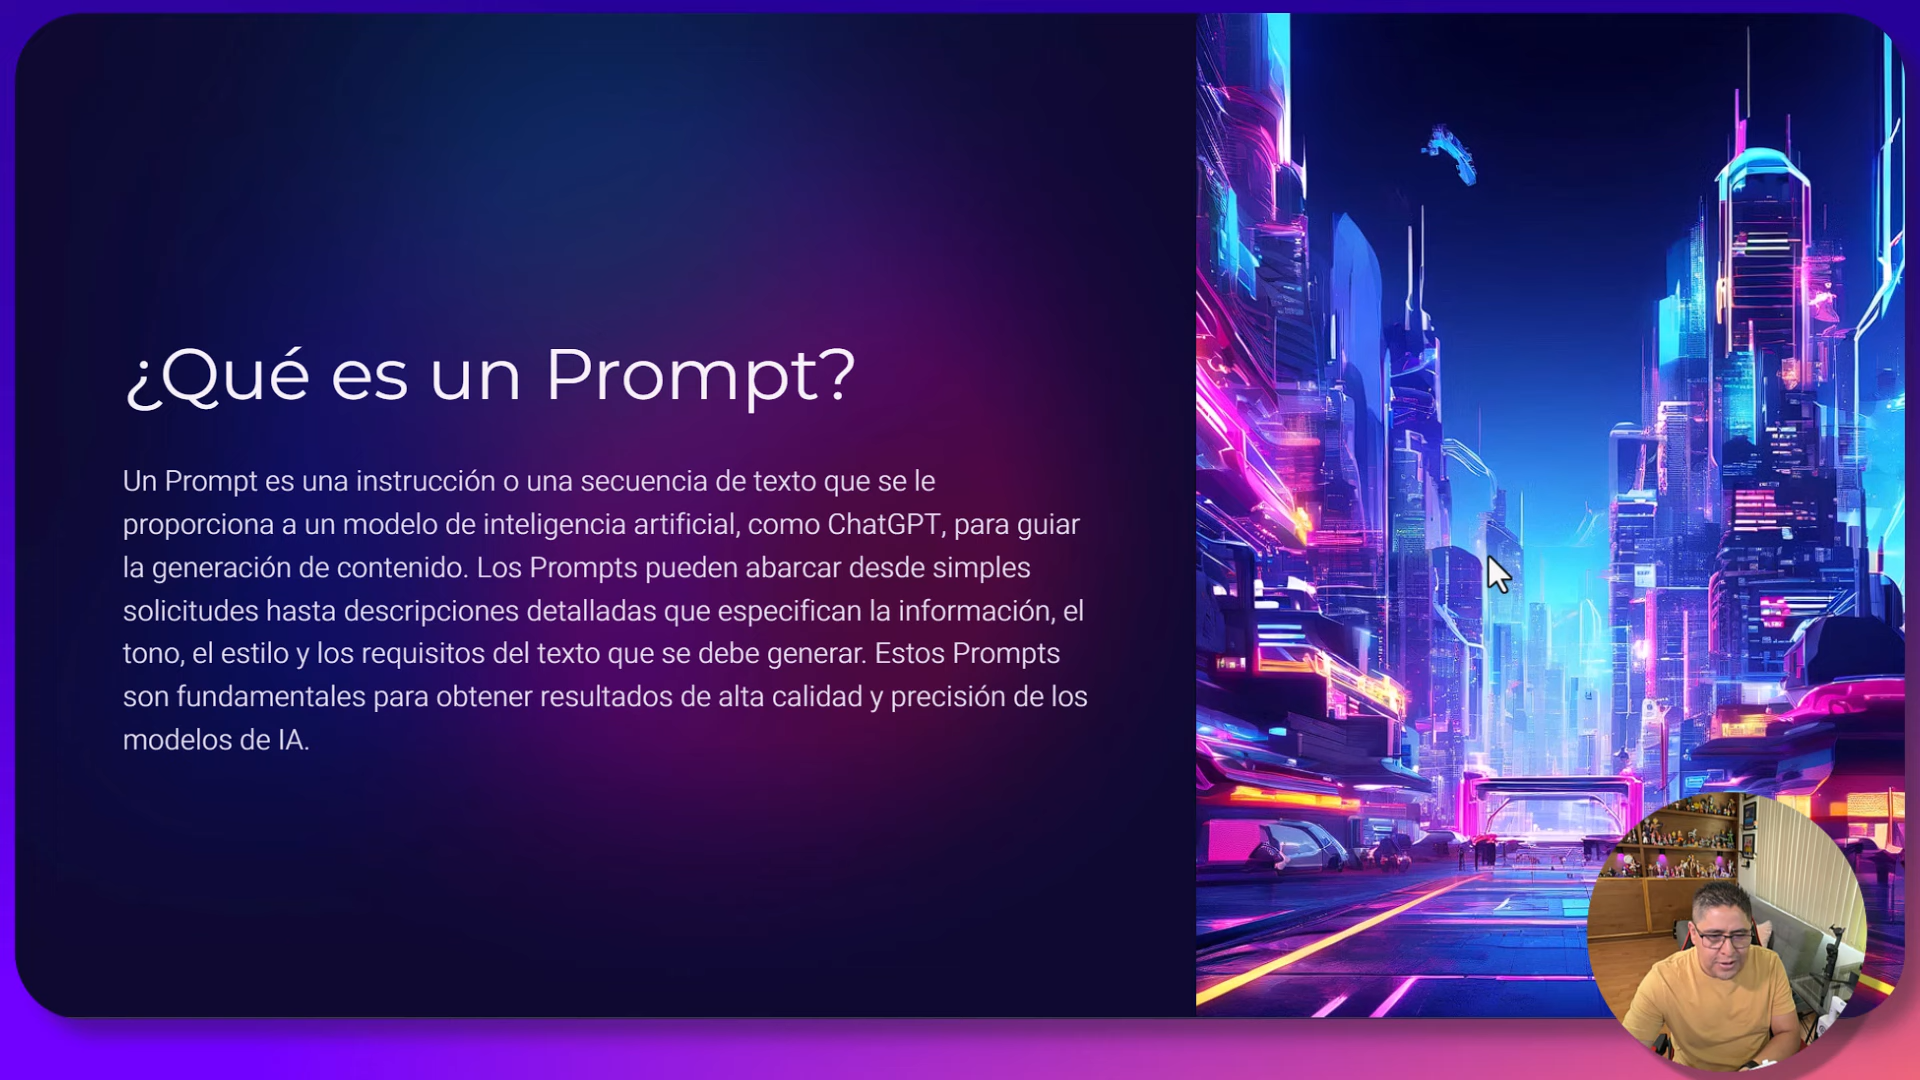 ¿Qué es un Prompt?
Un Prompt es una instrucción o una secuencia de texto que se le
proporciona a un modelo de inteligencia artificial, como ChatGPT, para guiar
la generación de contenido. Los Prompts pueden abarcar desde simples
solicitudes hasta descripciones detalladas que especifican la información, el
tono, el estilo y los requisitos del texto que se debe generar. Estos Prompts
son fundamentales para obtener resultados de alta calidad y precisión de los
modelos de IA.